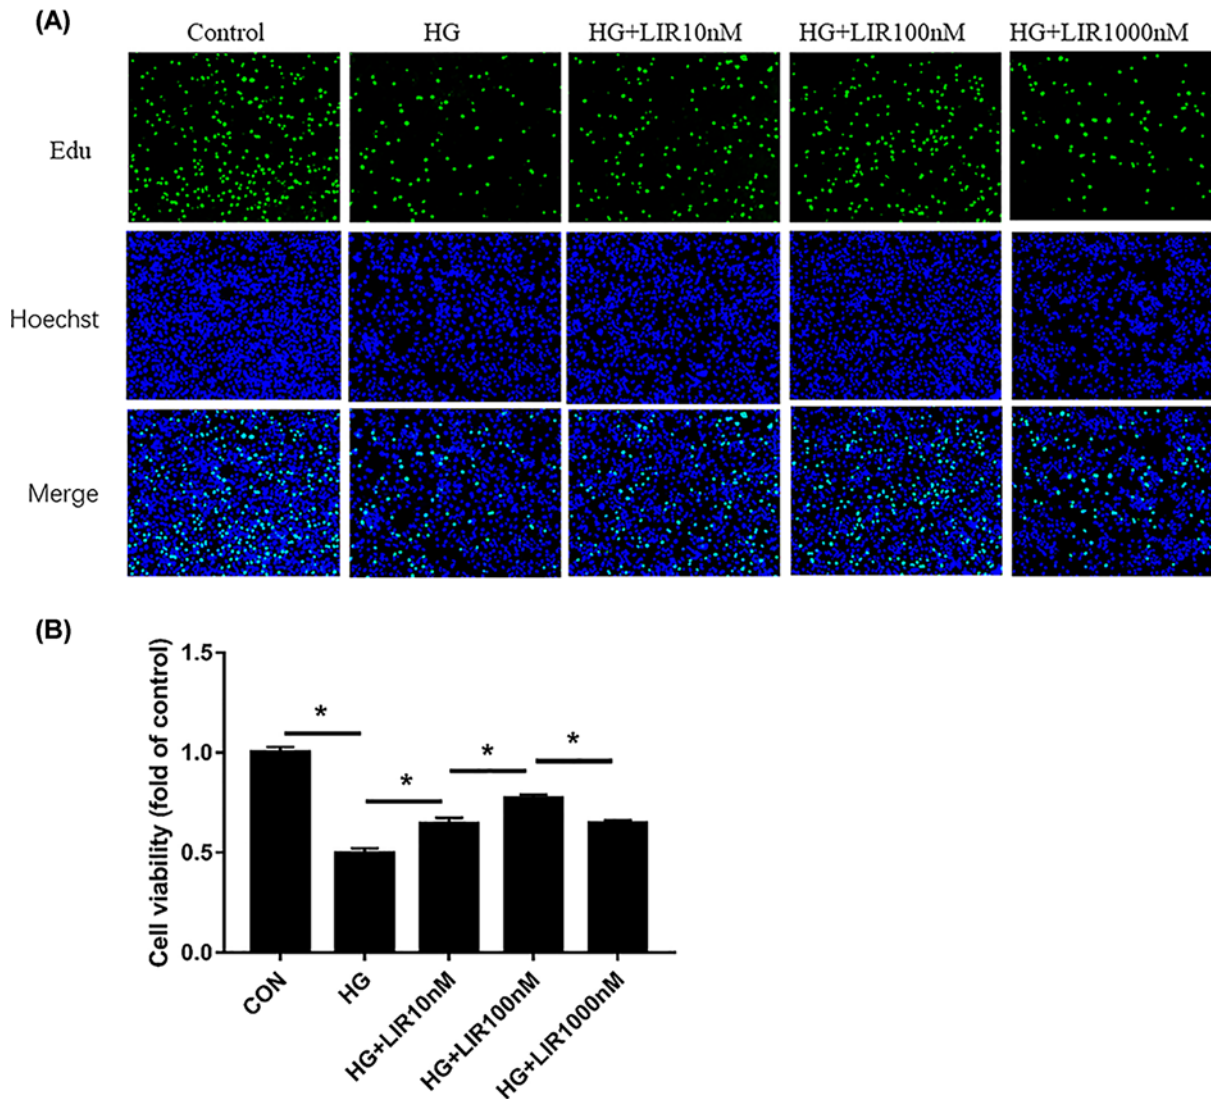 (A)
Control HG HG+LIR10nM HG+LIR100nM HG+LIR1000nM
Edu
Hoechst
Merge
(B)
Cell viability (fold of control)
1.5
1.0
0.5
0.0
* * * *
CON HG HG+LIR10nM HG+LIR100nM HG+LIR1000nM